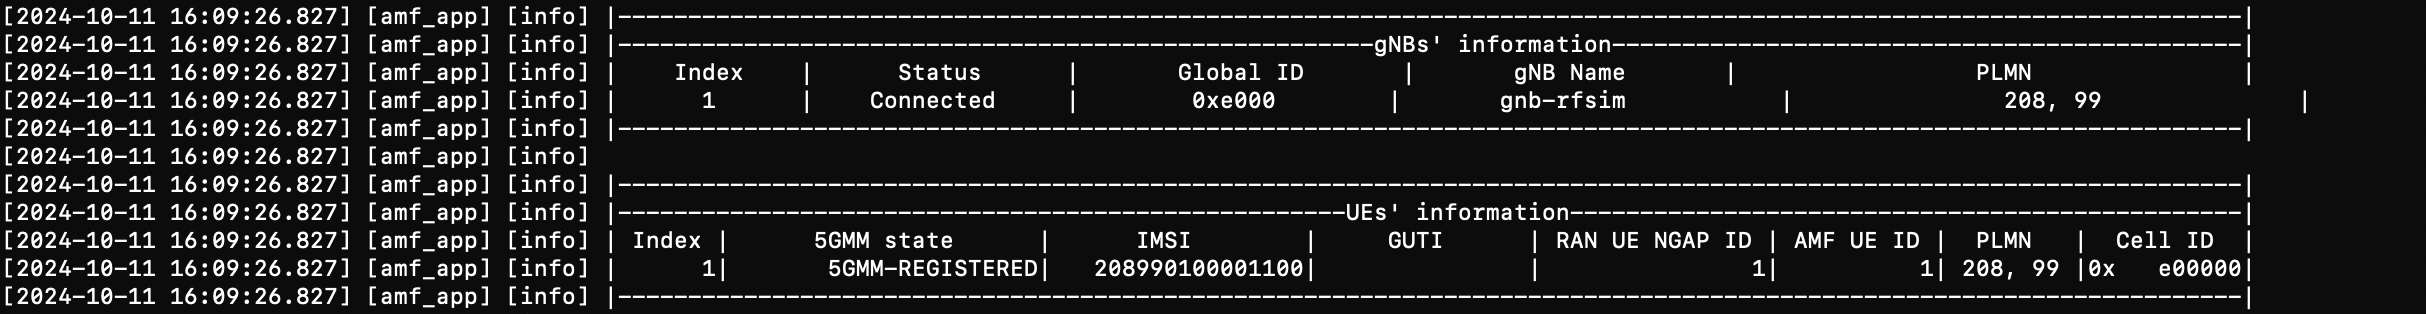 [2024-10-11 16:09:26.827] [amf_app] [info] |--------------------------------------------------------------------------------------------------------------------|
[2024-10-11 16:09:26.827] [amf_app] [info] |------------------------------------------------------gNBs' information---------------------------------------------|
[2024-10-11 16:09:26.827] [amf_app] [info] |    Index    |      Status      |       Global ID       |       gNB Name       |                 PLMN               |
[2024-10-11 16:09:26.827] [amf_app] [info] |      1      |    Connected     |        0xe000        |       gnb-rfsim           |               208, 99              |
[2024-10-11 16:09:26.827] [amf_app] [info] |--------------------------------------------------------------------------------------------------------------------|
[2024-10-11 16:09:26.827] [amf_app] [info]
[2024-10-11 16:09:26.827] [amf_app] [info] |--------------------------------------------------------------------------------------------------------------------|
[2024-10-11 16:09:26.827] [amf_app] [info] |----------------------------------------------------UEs' information------------------------------------------------|
[2024-10-11 16:09:26.827] [amf_app] [info] | Index |      5GMM state      |      IMSI        |     GUTI      | RAN UE NGAP ID | AMF UE ID |  PLMN   |  Cell ID  |
[2024-10-11 16:09:26.827] [amf_app] [info] |      1|       5GMM-REGISTERED|   208990100001100|               |               1|          1| 208, 99 |0x   e00000|
[2024-10-11 16:09:26.827] [amf_app] [info] |--------------------------------------------------------------------------------------------------------------------|